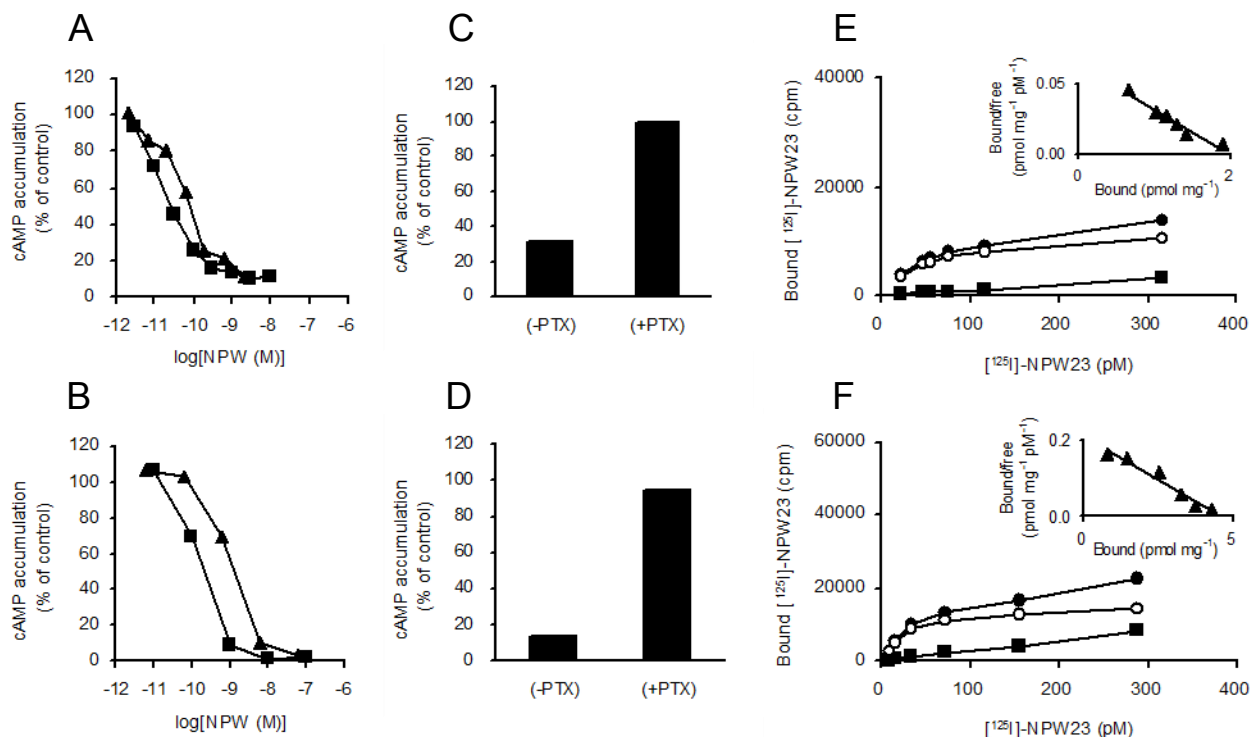 A
cAMP accumulation
(% of control)
120
100
80
60
40
20
0
-12 -11 -10 -9 -8 -7 -6
log[NPW (M)]
C
cAMP accumulation
(% of control)
120
100
80
60
40
20
0
(-PTX) (+PTX)
E
Bound [125I]-NPW23 (cpm)
40000
20000
0
0 100 200 300 400
[125I]-NPW23 (pM)
Bound/free
(pmol mg-1 pM-1)
0.05
0.00
0 2
Bound (pmol mg-1)
B
cAMP accumulation
(% of control)
120
100
80
60
40
20
0
-12 -11 -10 -9 -8 -7 -6
log[NPW (M)]
D
cAMP accumulation
(% of control)
120
100
80
60
40
20
0
(-PTX) (+PTX)
F
Bound [125I]-NPW23 (cpm)
60000
40000
20000
0
0 100 200 300 400
[125I]-NPW23 (pM)
Bound/free
(pmol mg-1 pM-1)
0.2
0.0
0 5
Bound (pmol mg-1)